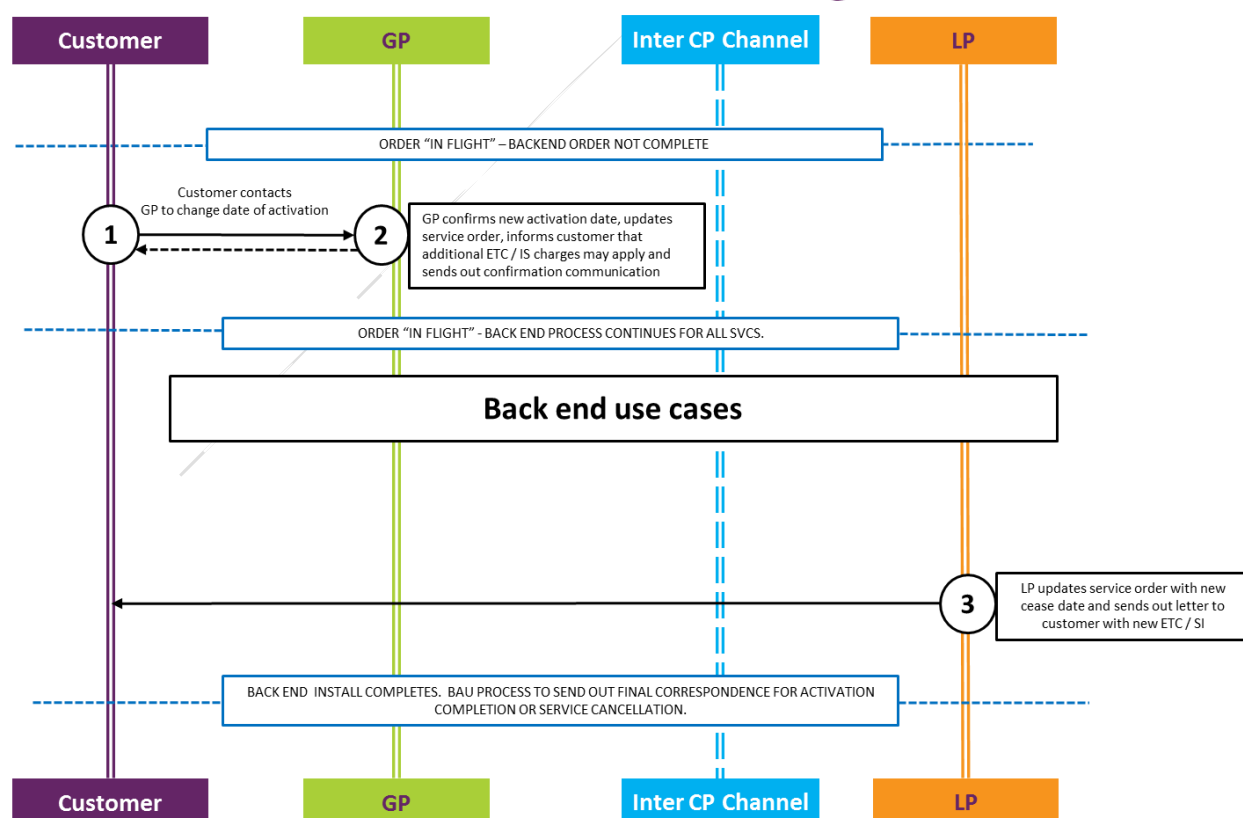 Customer
GP
Inter CP Channel
LP
ORDER “IN FLIGHT” – BACKEND ORDER NOT COMPLETE
Customer contacts
GP to change date of activation
1
2
GP confirms new activation date, updates
service order, informs customer that
additional ETC / IS charges may apply and
sends out confirmation communication
ORDER “IN FLIGHT” - BACK END PROCESS CONTINUES FOR ALL SVCS.
Back end use cases
3
LP updates service order with new
cease date and sends out letter to
customer with new ETC / SI
BACK END INSTALL COMPLETES. BAU PROCESS TO SEND OUT FINAL CORRESPONDENCE FOR ACTIVATION
COMPLETION OR SERVICE CANCELLATION.
Customer
GP
Inter CP Channel
LP